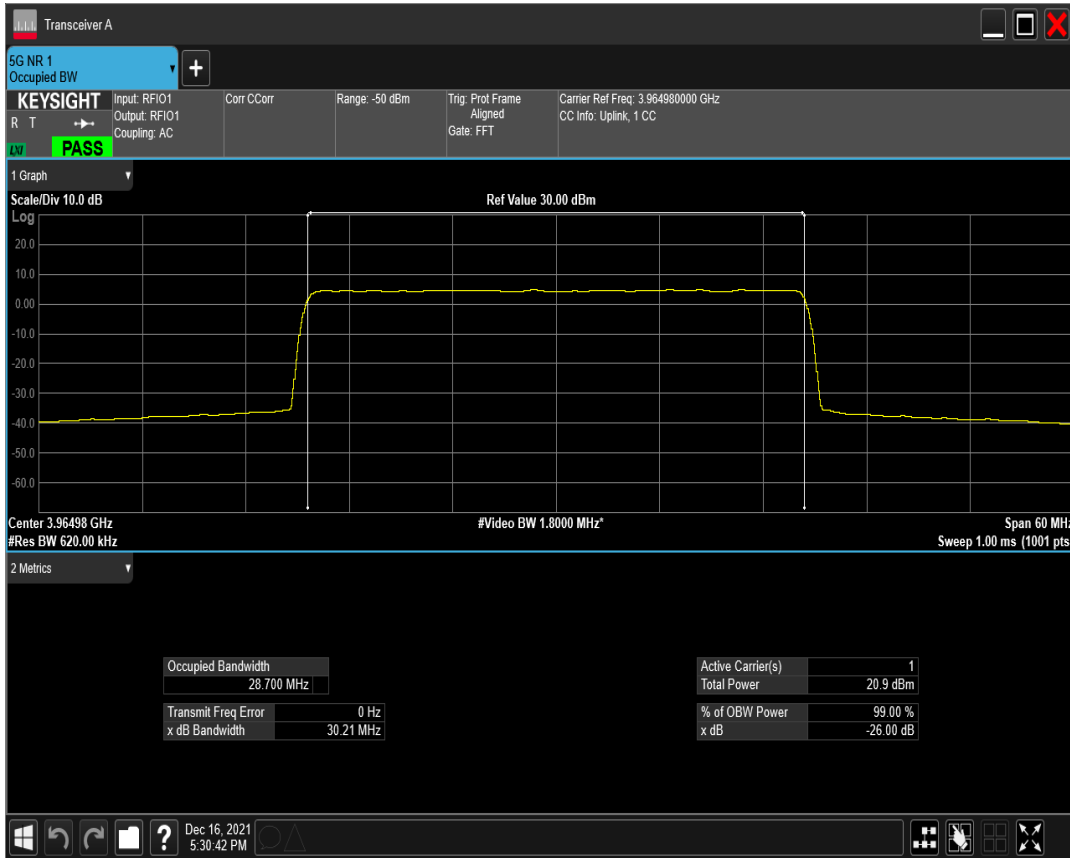 Transceiver A
5G NR 1
Occupied BW
+
KEYSIGHT
R T
LXI
PASS
Input: RFIO1
Output: RFIO1
Coupling: AC
Corr CCorr
Range: -50 dBm
Trig: Prot Frame
Aligned
Gate: FFT
Carrier Ref Freq: 3.964980000 GHz
CC Info: Uplink, 1 CC
1 Graph
Scale/Div 10.0 dB
Ref Value 30.00 dBm
Log
20.0
10.0
0.00
-10.0
-20.0
-30.0
-40.0
-50.0
-60.0
Center 3.96498 GHz
#Video BW 1.8000 MHz*
Span 60 MHz
#Res BW 620.00 kHz
Sweep 1.00 ms (1001 pts
2 Metrics
Occupied Bandwidth
28.700 MHz
Transmit Freq Error 0 Hz
x dB Bandwidth 30.21 MHz
Active Carrier(s) 1
Total Power 20.9 dBm
% of OBW Power 99.00 %
x dB -26.00 dB
?
Dec 16, 2021
5:30:42 PM